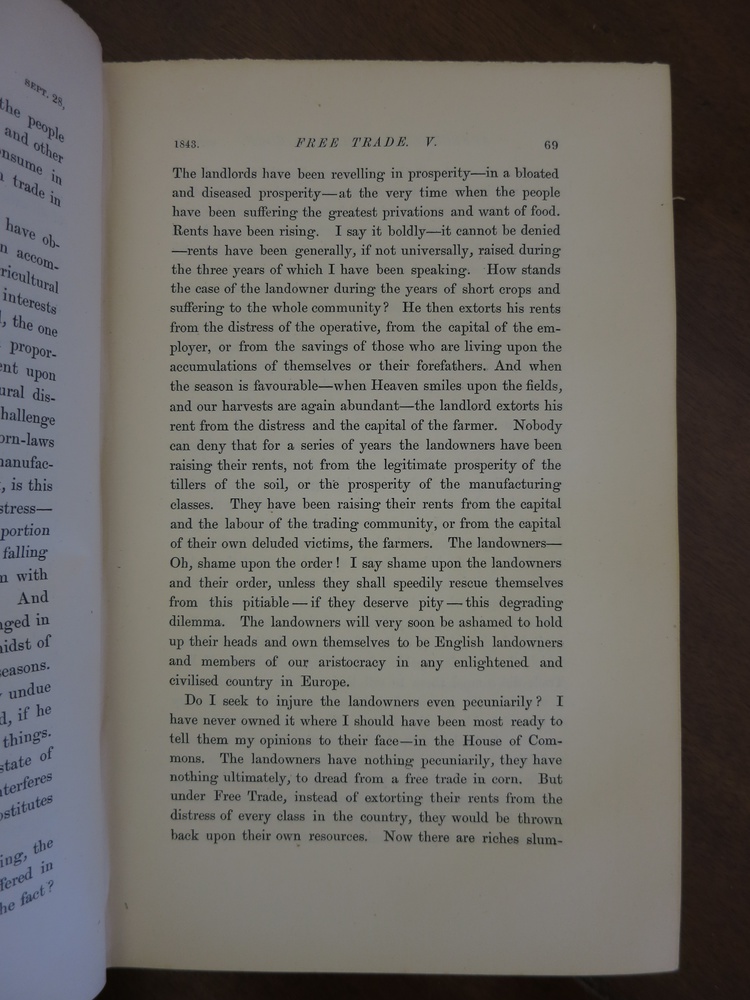 SEPT. 28,
the people
and other
nsume in
trade in
have ob-
n accom-
ricultural
interests
, the one
propor-
ent upon
ural dis-
hallenge
orn-laws
nanufac-
, is this
stress—
portion
falling
n with
And
nged in
idst of
seasons.
undue
d, if he
things.
state of
nterferes
ostitutes
ing, the
fered in
he fact?
1843. FREE TRADE. V. 69
The landlords have been revelling in prosperity—in a bloated
and diseased prosperity—at the very time when the people
have been suffering the greatest privations and want of food.
Rents have been rising. I say it boldly—it cannot be denied
—rents have been generally, if not universally, raised during
the three years of which I have been speaking. How stands
the case of the landowner during the years of short crops and
suffering to the whole community? He then extorts his rents
from the distress of the operative, from the capital of the em-
ployer, or from the savings of those who are living upon the
accumulations of themselves or their forefathers. And when
the season is favourable—when Heaven smiles upon the fields,
and our harvests are again abundant—the landlord extorts his
rent from the distress and the capital of the farmer. Nobody
can deny that for a series of years the landowners have been
raising their rents, not from the legitimate prosperity of the
tillers of the soil, or the prosperity of the manufacturing
classes. They have been raising their rents from the capital
and the labour of the trading community, or from the capital
of their own deluded victims, the farmers. The landowners—
Oh, shame upon the order! I say shame upon the landowners
and their order, unless they shall speedily rescue themselves
from this pitiable—if they deserve pity—this degrading
dilemma. The landowners will very soon be ashamed to hold
up their heads and own themselves to be English landowners
and members of our aristocracy in any enlightened and
civilised country in Europe.
Do I seek to injure the landowners even pecuniarily? I
have never owned it where I should have been most ready to
tell them my opinions to their face—in the House of Com-
mons. The landowners have nothing pecuniarily, they have
nothing ultimately, to dread from a free trade in corn. But
under Free Trade, instead of extorting their rents from the
distress of every class in the country, they would be thrown
back upon their own resources. Now there are riches slum-